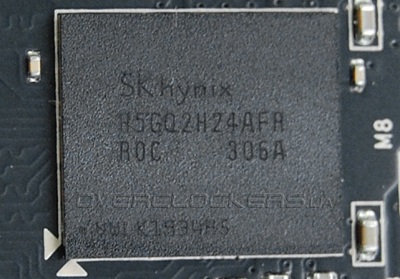 SK hynix
H5GQ2H24AFR
R0C 306A
OVERCLOCKERS.UA
M8